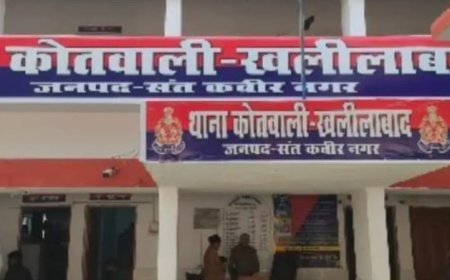 कोतवाली-खलीलाब
जनपद-संत कबीर नगर
थाना कोतवाली-खलीलाबाद
जनपद-संत कबीर नगर